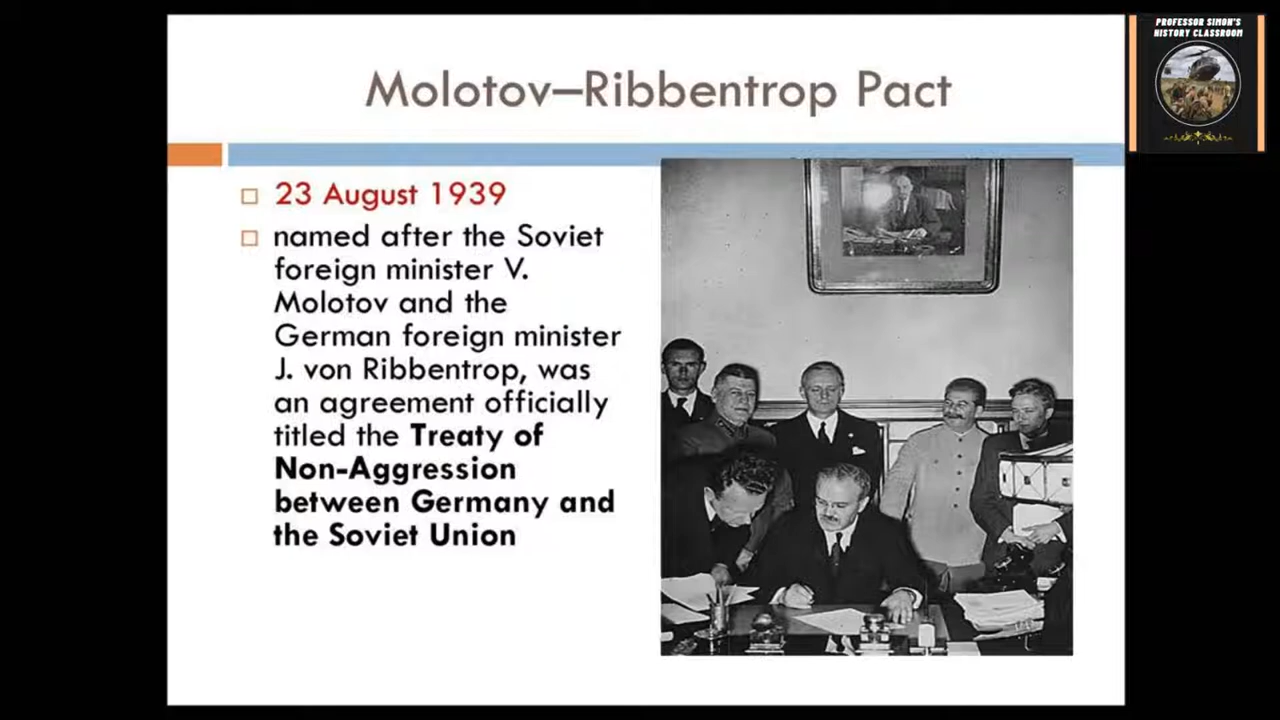 Molotov–Ribbentrop Pact
PROFESSOR SIMON'S
HISTORY CLASSROOM
23 August 1939
named after the Soviet
foreign minister V.
Molotov and the
German foreign minister
J. von Ribbentrop, was
an agreement officially
titled the Treaty of
Non-Aggression
between Germany and
the Soviet Union